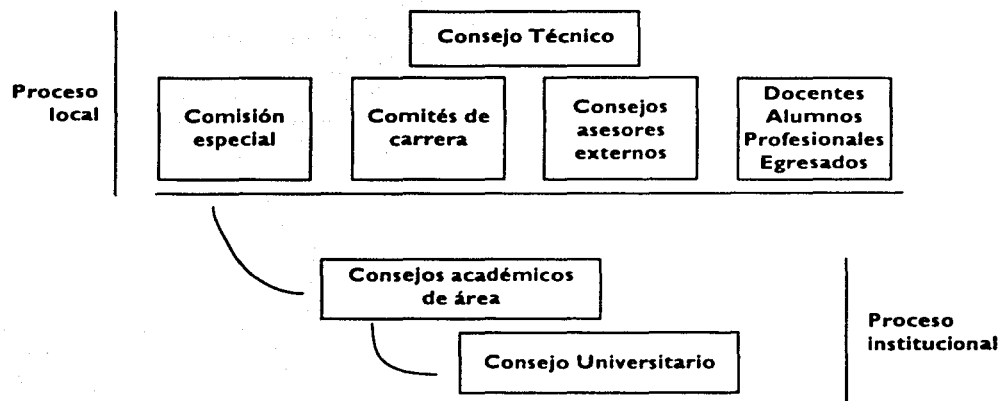 Consejo Técnico
Proceso
local
Comisión
especial
Comités de
carrera
Consejos
asesores
externos
Docentes
Alumnos
Profesionales
Egresados
Consejos académicos
de área
Proceso
institucional
Consejo Universitario